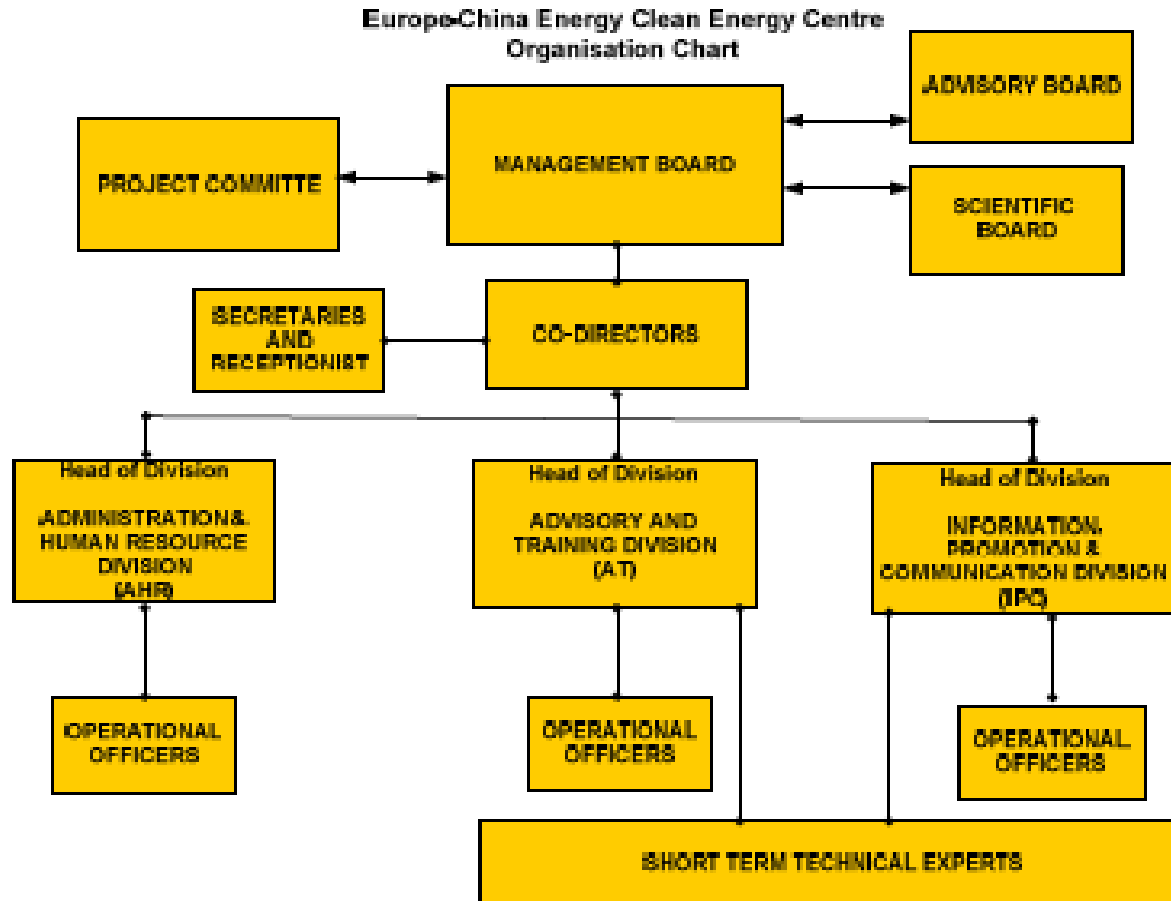 Europe-China Energy Clean Energy Centre
Organisation Chart
ADVISORY BOARD
MANAGEMENT BOARD
PROJECT COMMITTE
SCIENTIFIC
BOARD
SECRETARIES
AND
RECEPTIONIST
CO-DIRECTORS
Head of Division
ADMINISTRATION &
HUMAN RESOURCE
DIVISION
(AHR)
Head of Division
ADVISORY AND
TRAINING DIVISION
(AT)
Head of Division
INFORMATION,
PROMOTION &
COMMUNICATION DIVISION
(IPC)
OPERATIONAL
OFFICERS
OPERATIONAL
OFFICERS
OPERATIONAL
OFFICERS
SHORT TERM TECHNICAL EXPERTS